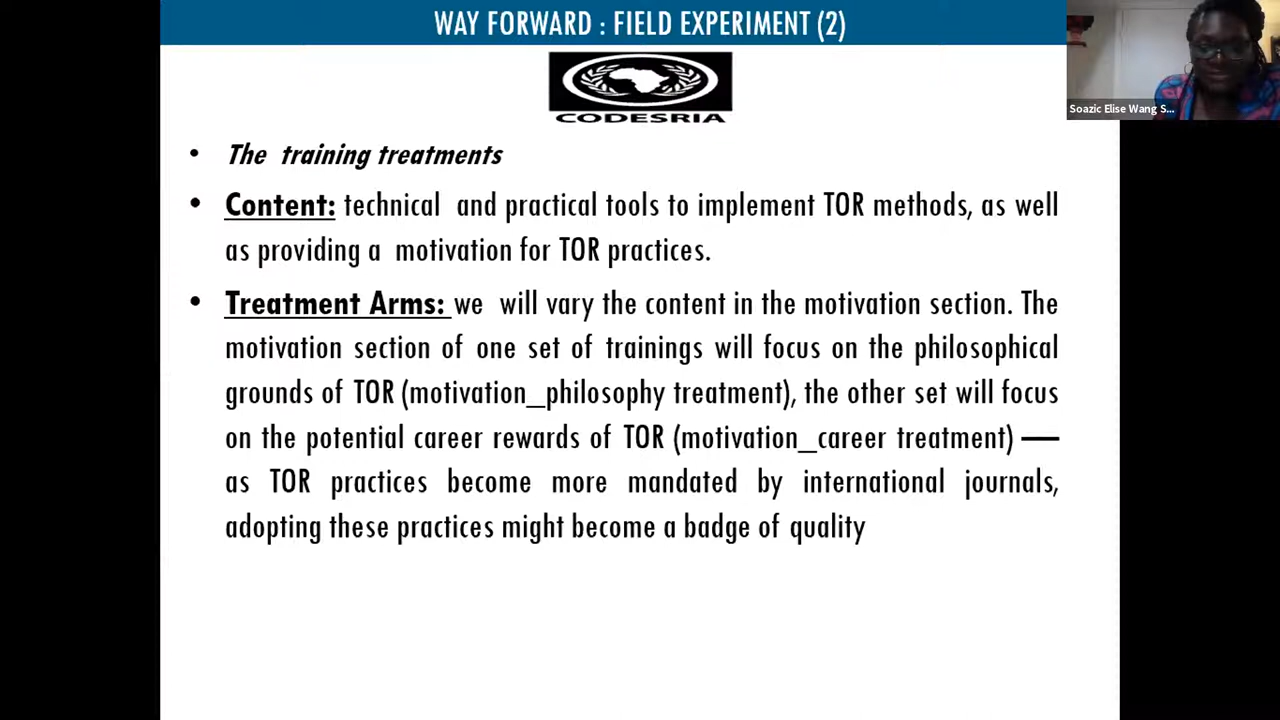 WAY FORWARD : FIELD EXPERIMENT (2)
CODESRIA
Soazic Elise Wang S...
• The training treatments
• Content: technical and practical tools to implement TOR methods, as well
as providing a motivation for TOR practices.
• Treatment Arms: we will vary the content in the motivation section. The
motivation section of one set of trainings will focus on the philosophical
grounds of TOR (motivation_philosophy treatment), the other set will focus
on the potential career rewards of TOR (motivation_career treatment) —
as TOR practices become more mandated by international journals,
adopting these practices might become a badge of quality